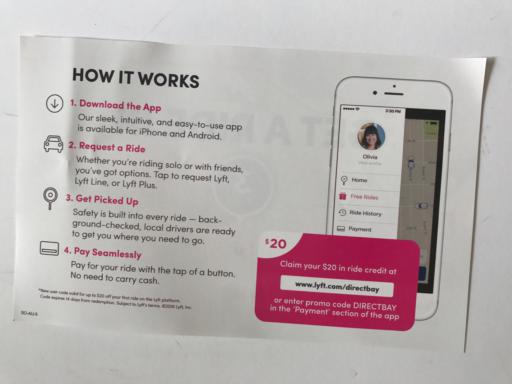 HOW IT WORKS
1. Download the App
Our sleek, intuitive, and easy-to-use app
is available for iPhone and Android.
2. Request a Ride
Whether you're riding solo or with friends,
you've got options. Tap to request Lyft,
Lyft Line, or Lyft Plus.
3. Get Picked Up
Safety is built into every ride — back-
ground-checked, local drivers are ready
to get you where you need to go.
4. Pay Seamlessly
Pay for your ride with the tap of a button.
No need to carry cash.
*New user code valid for up to $20 off your first ride on the Lyft platform.
Code expires 14 days from redemption. Subject to Lyft's terms. ©2016 Lyft, Inc.
2:30 PM
Olivia
View profile
Home
Free Rides
Ride History
Payment
$20
Claim your $20 in ride credit at
www.lyft.com/directbay
or enter promo code DIRECTBAY
in the 'Payment' section of the app